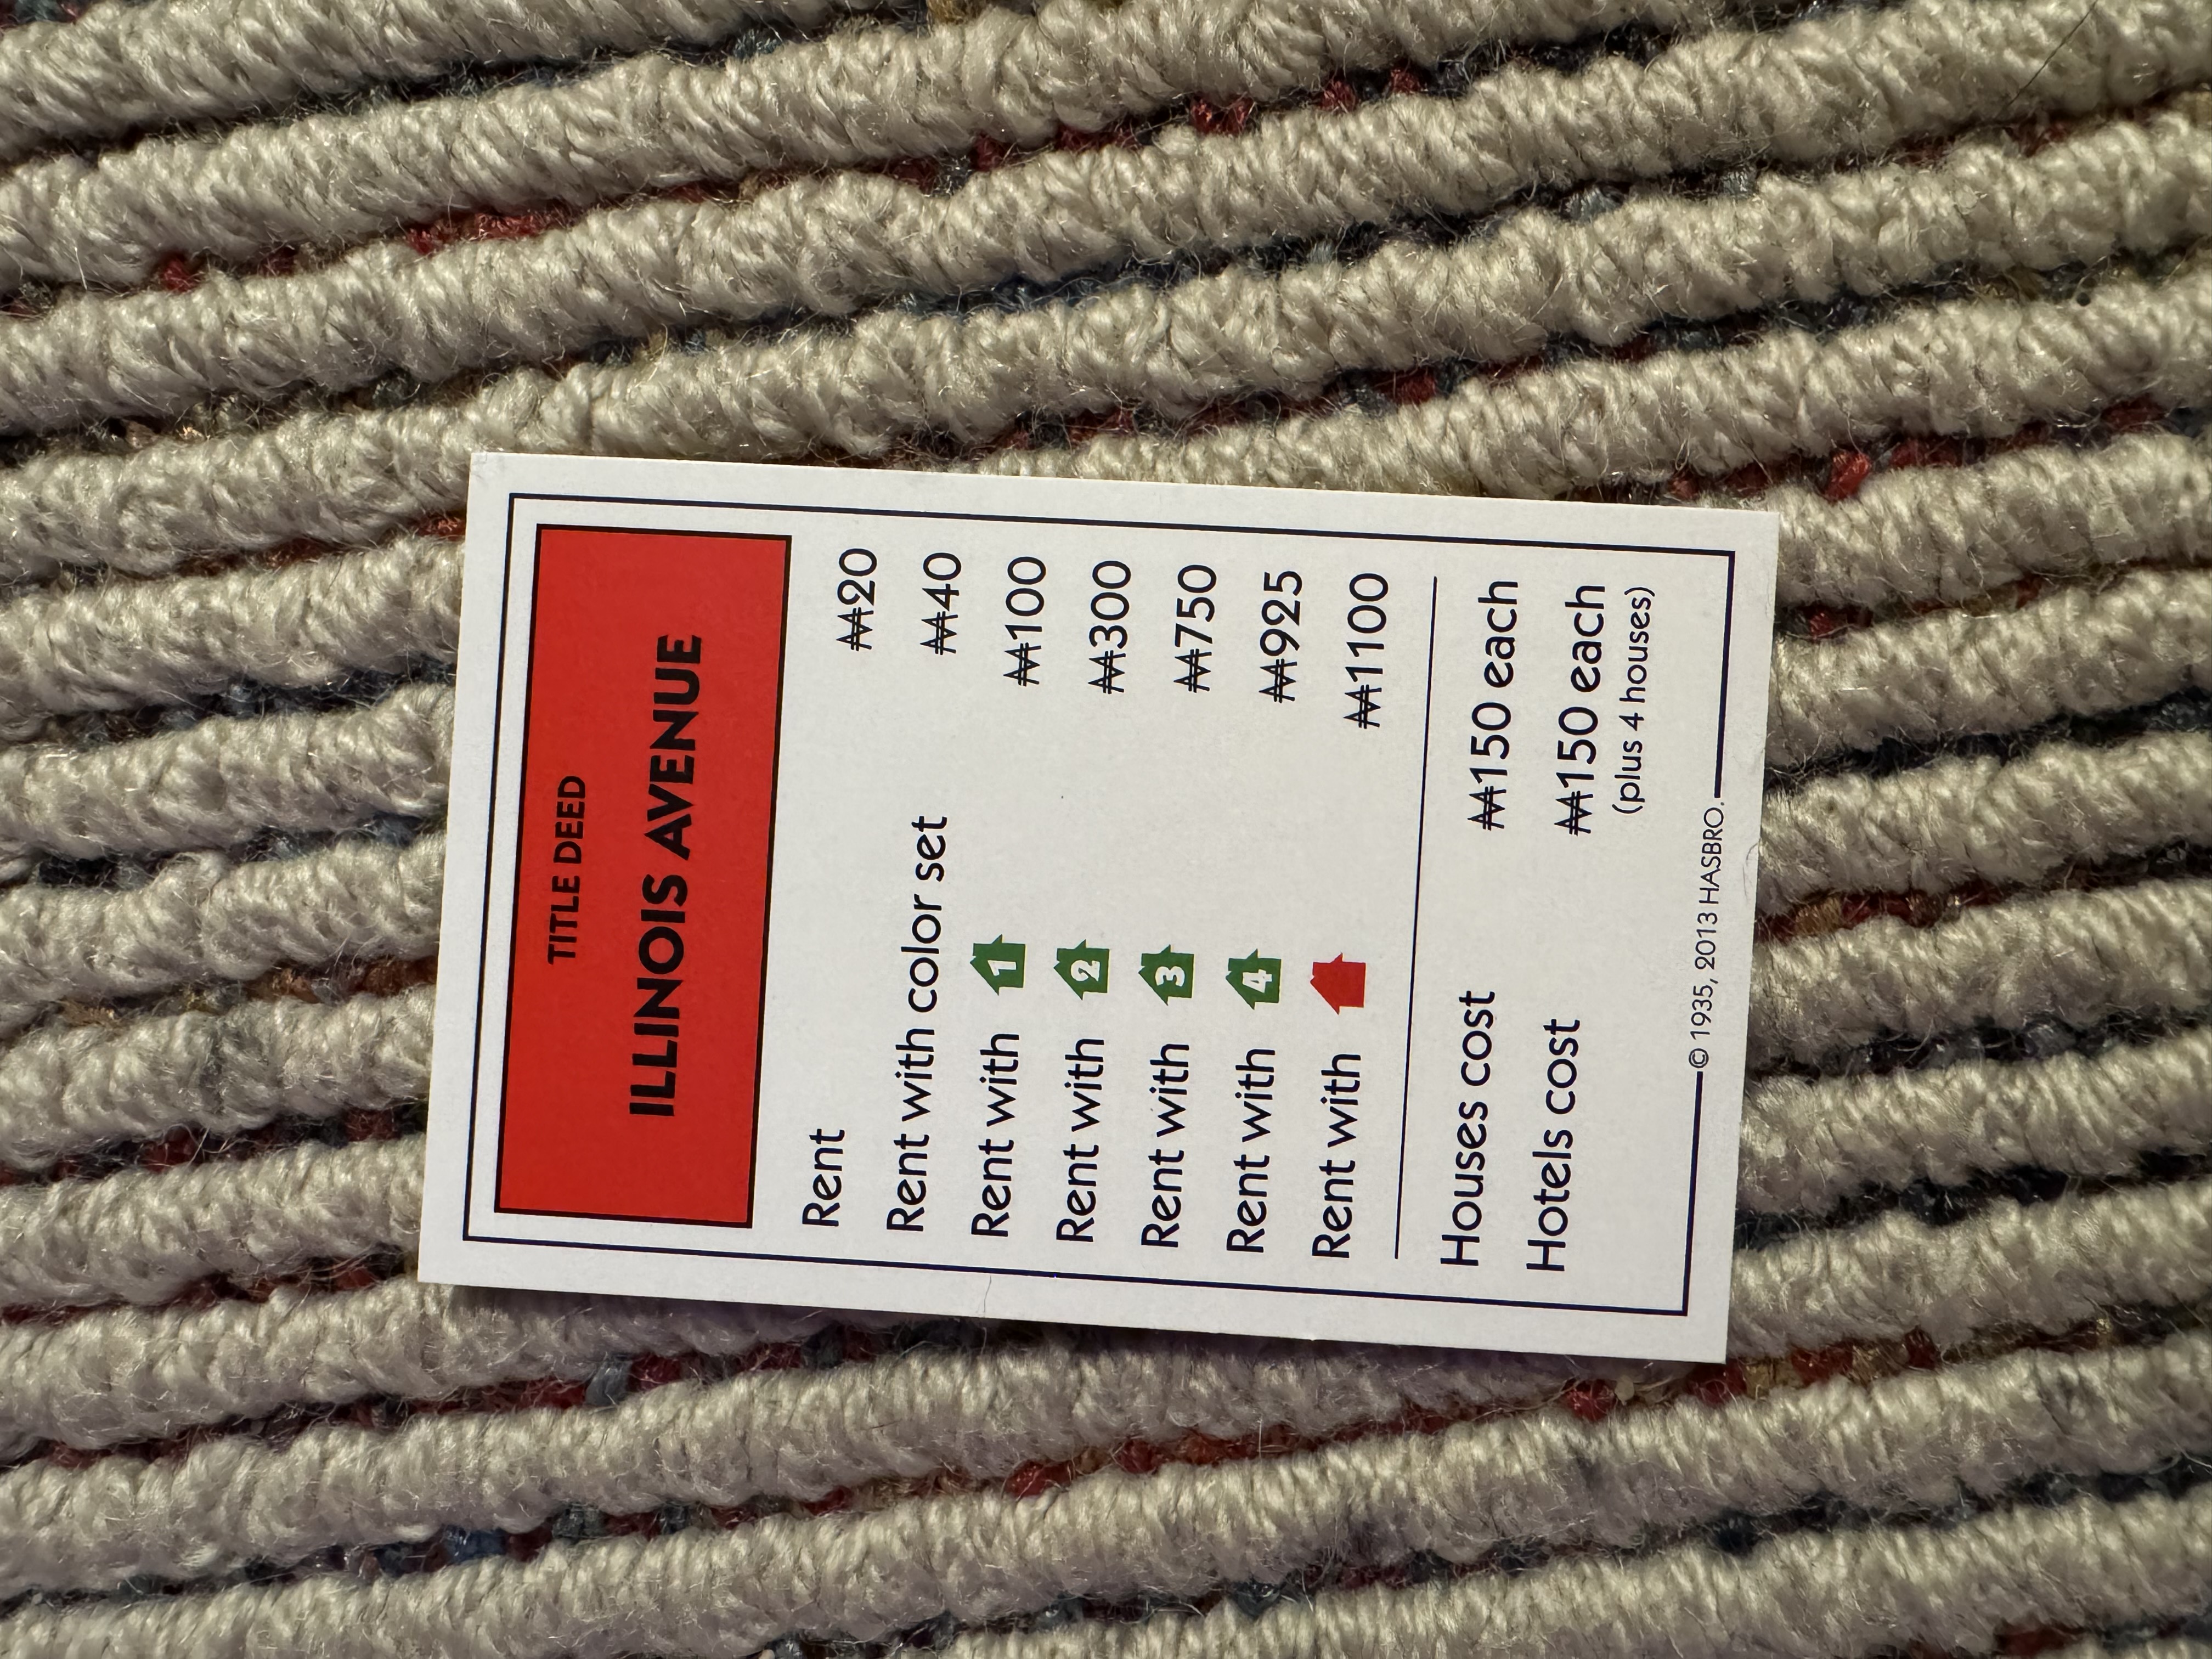 TITLE DEED
ILLINOIS AVENUE
Rent ₩20
Rent with color set ₩40
Rent with 1 ₩100
Rent with 2 ₩300
Rent with 3 ₩750
Rent with 4 ₩925
Rent with ₩1100
Houses cost ₩150 each
Hotels cost ₩150 each
(plus 4 houses)
© 1935, 2013 HASBRO.